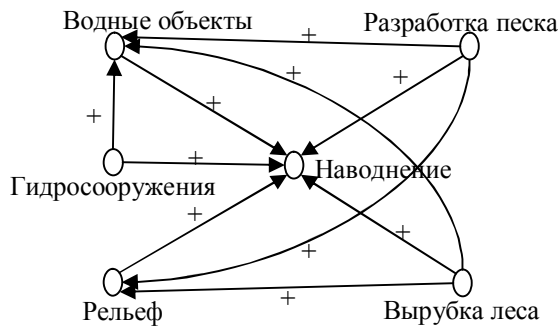 Водные объекты
Разработка песка
+
+
+
+
+
+
Наводнение
Гидросооружения
+
+
+
+
Рельеф
Вырубка леса